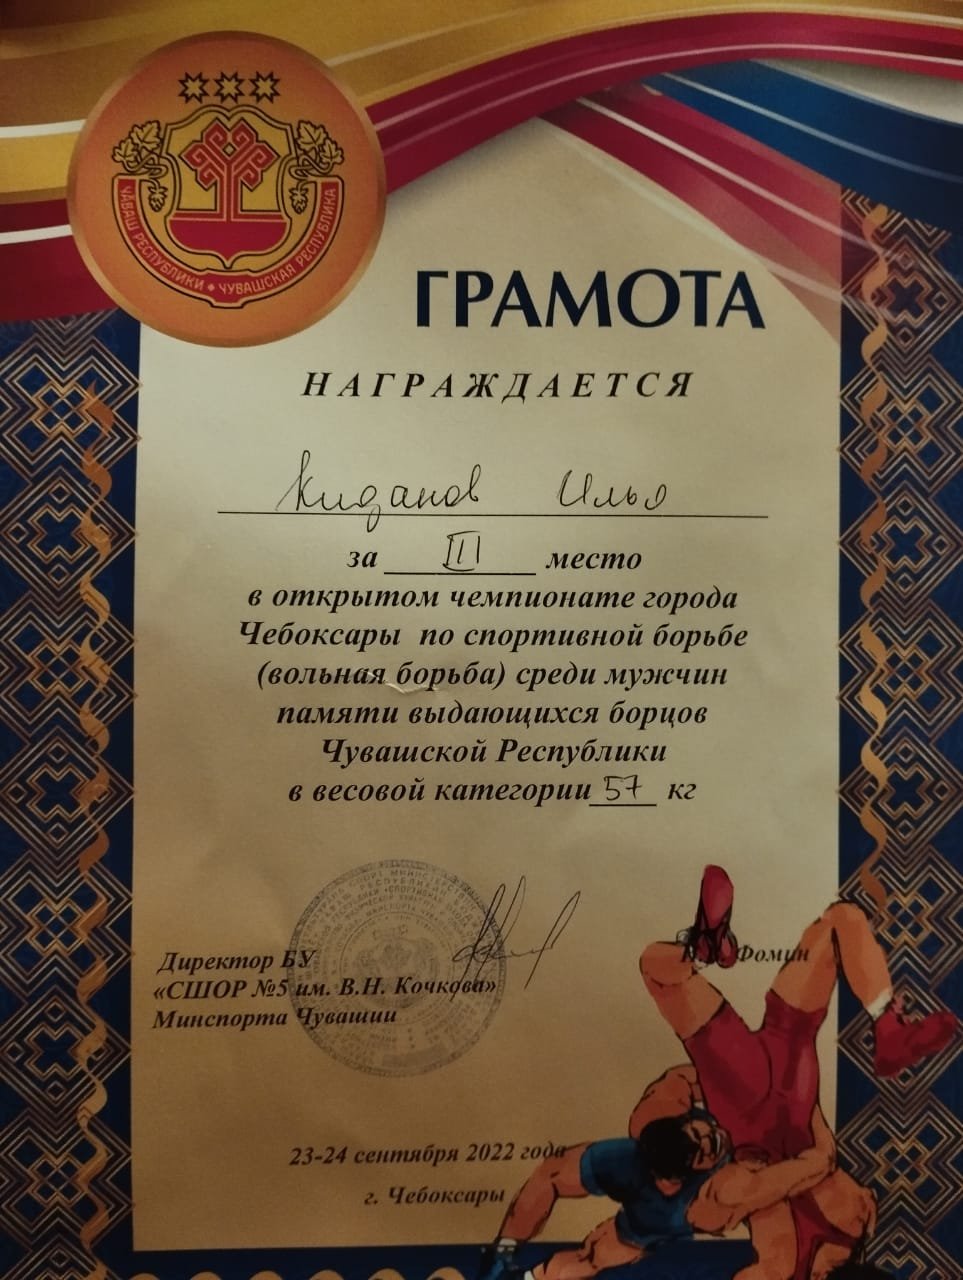 ЧӐВАШ РЕСПУБЛИКИ • ЧУВАШСКАЯ РЕСПУБЛИКА
ГРАМОТА
НАГРАЖДАЕТСЯ
Жиданов Илья
за III место
в открытом чемпионате города
Чебоксары по спортивной борьбе
(вольная борьба) среди мужчин
памяти выдающихся борцов
Чувашской Республики
в весовой категории 57 кг
Директор БУ
Фомин
«СШОР №5 им. В.Н. Кочкова»
Минспорта Чувашии
23-24 сентября 2022 года
г. Чебоксары